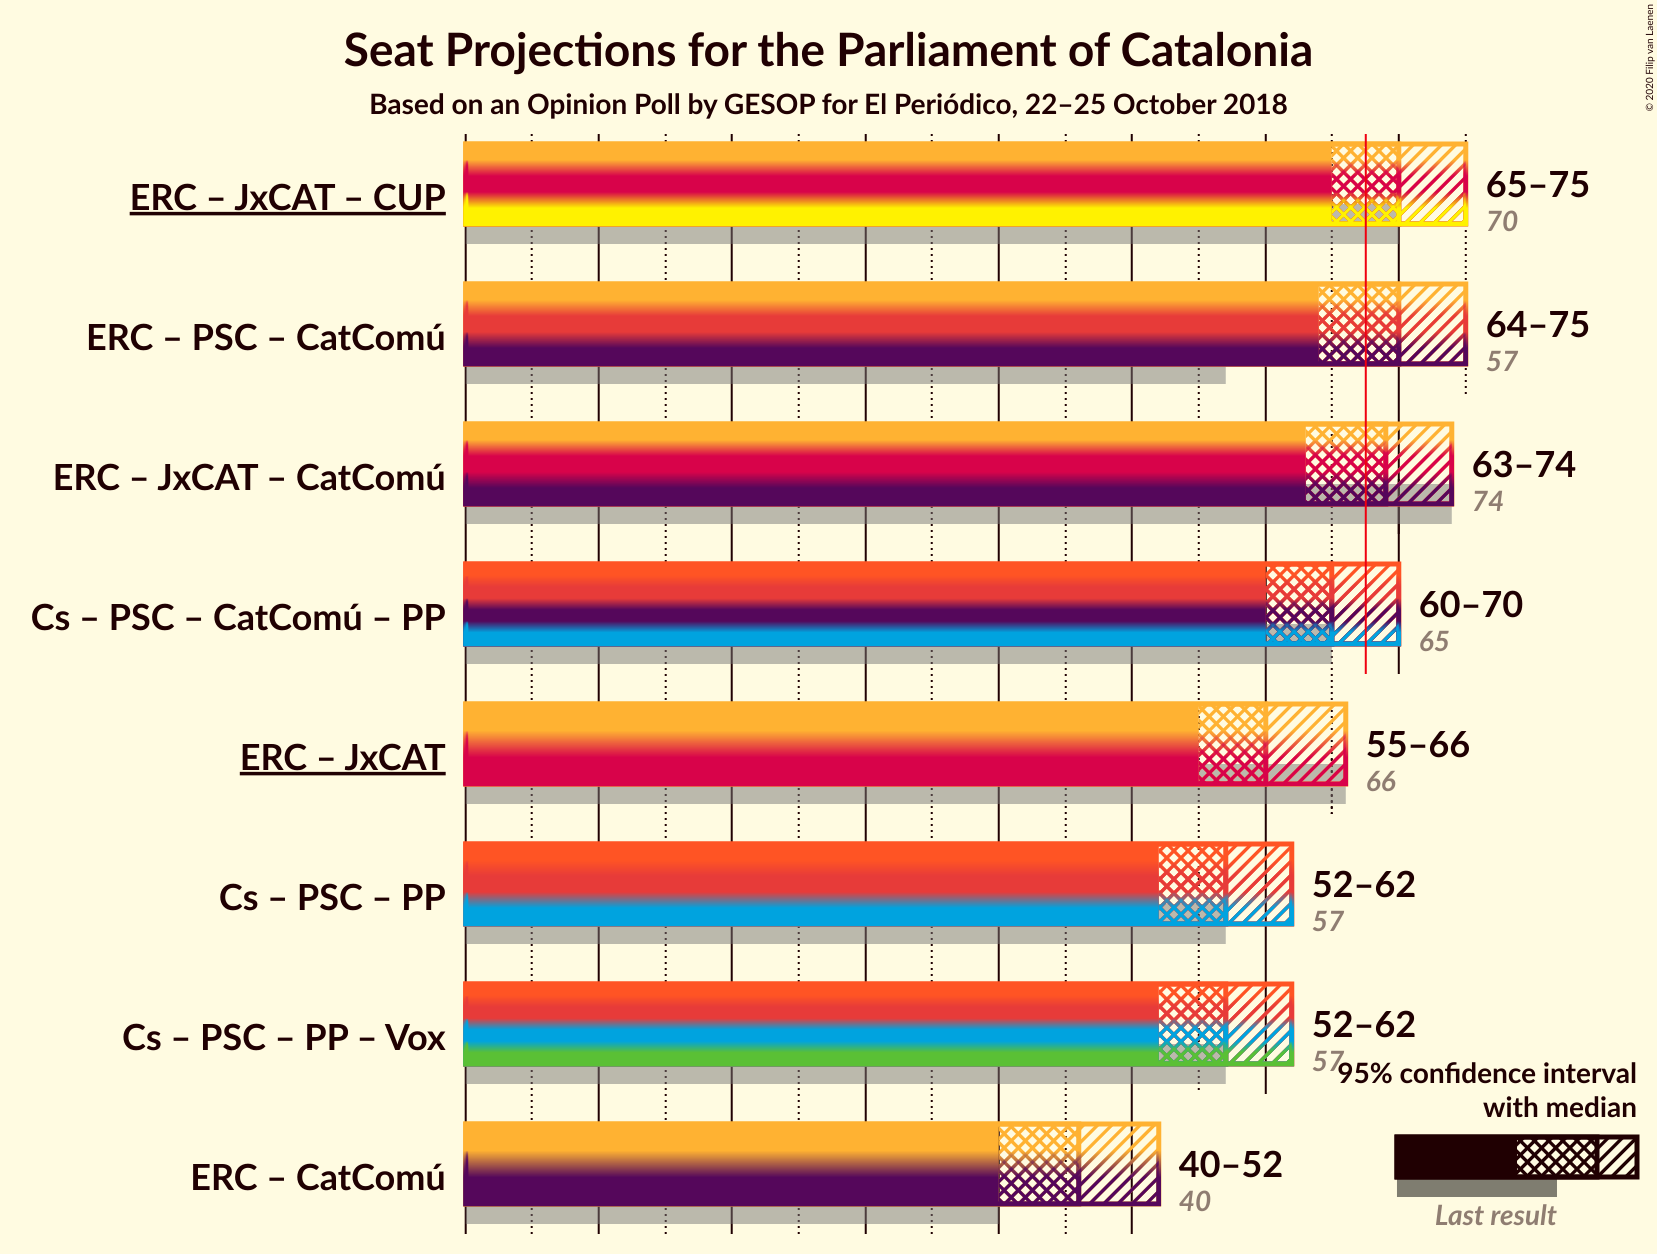 Seat Projections for the Parliament of Catalonia
Based on an Opinion Poll by GESOP for El Periódico, 22–25 October 2018
© 2020 Filip van Laenen
ERC – JxCAT – CUP
65–75
70
ERC – PSC – CatComú
64–75
57
ERC – JxCAT – CatComú
63–74
74
Cs – PSC – CatComú – PP
60–70
65
ERC – JxCAT
55–66
66
Cs – PSC – PP
52–62
57
Cs – PSC – PP – Vox
52–62
57
ERC – CatComú
40–52
40
95% confidence interval
with median
Last result